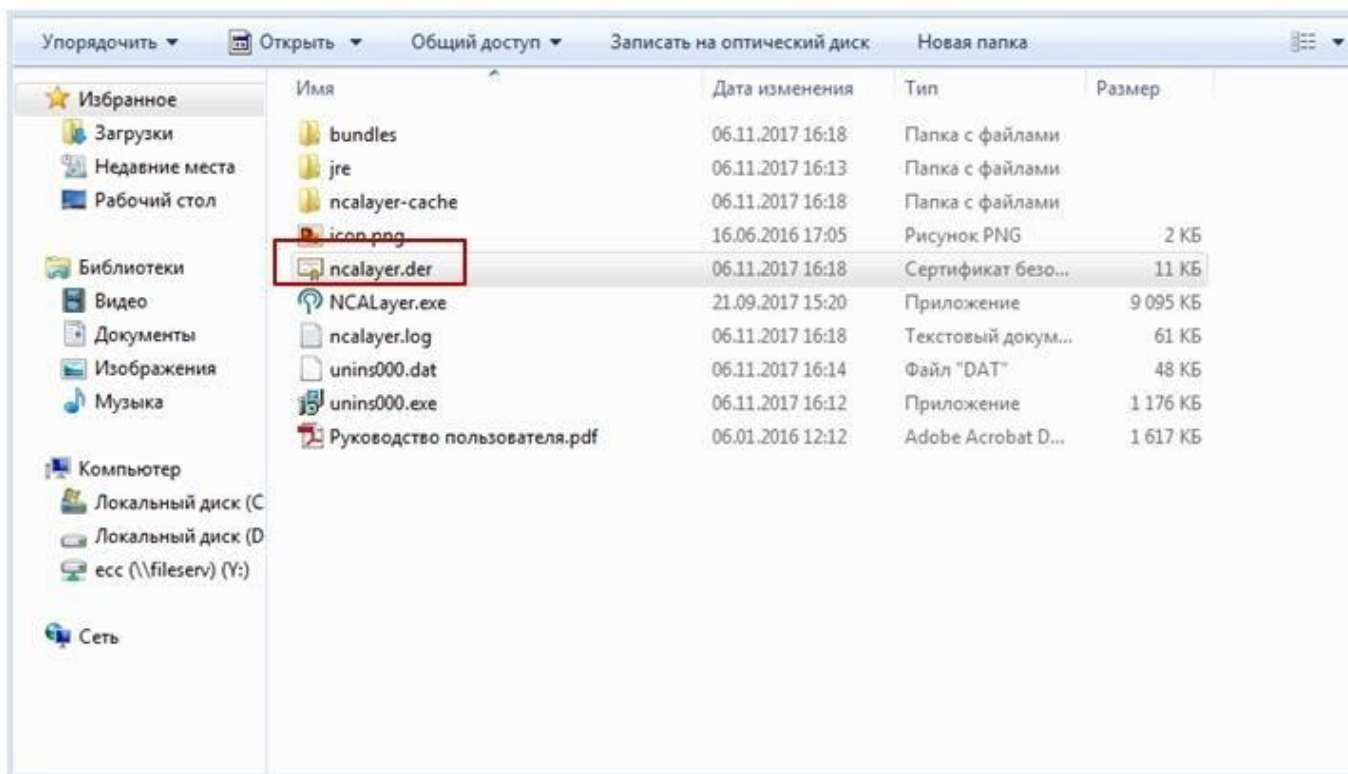 Упорядочить Открыть Общий доступ Записать на оптический диск Новая папка
Избранное
Загрузки
Недавние места
Рабочий стол
Библиотеки
Видео
Документы
Изображения
Музыка
Компьютер
Локальный диск (C
Локальный диск (D
ecc (\\fileserv) (Y:)
Сеть
Имя Дата изменения Тип Размер
bundles 06.11.2017 16:18 Папка с файлами
jre 06.11.2017 16:13 Папка с файлами
ncalayer-cache 06.11.2017 16:18 Папка с файлами
icon.png 16.06.2016 17:05 Рисунок PNG 2 КБ
ncalayer.der 06.11.2017 16:18 Сертификат безо... 11 КБ
NCALayer.exe 21.09.2017 15:20 Приложение 9 095 КБ
ncalayer.log 06.11.2017 16:18 Текстовый докум... 61 КБ
unins000.dat 06.11.2017 16:14 Файл "DAT" 48 КБ
unins000.exe 06.11.2017 16:12 Приложение 1 176 КБ
Руководство пользователя.pdf 06.01.2016 12:12 Adobe Acrobat D... 1 617 КБ